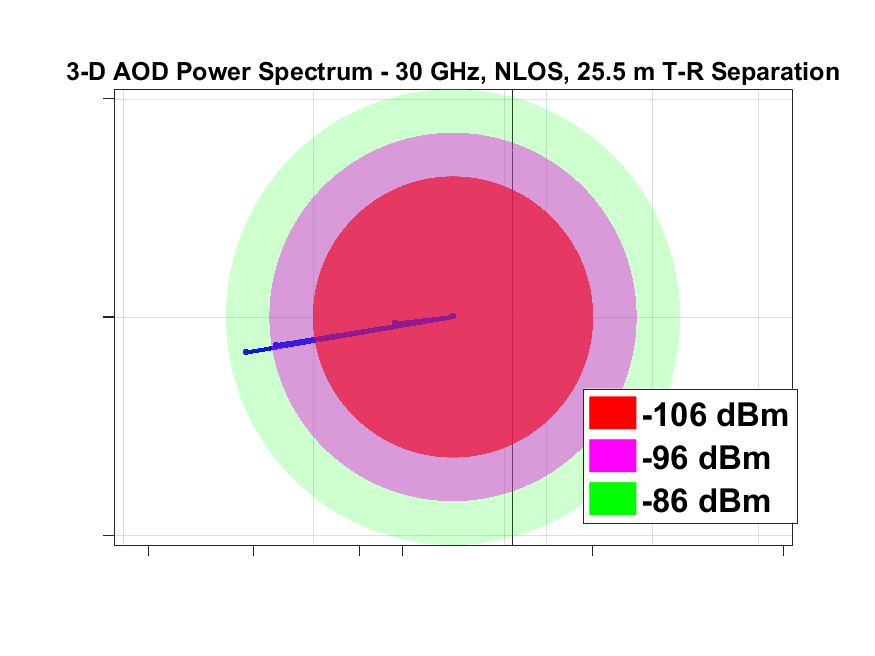 3-D AOD Power Spectrum - 30 GHz, NLOS, 25.5 m T-R Separation
-106 dBm
-96 dBm
-86 dBm